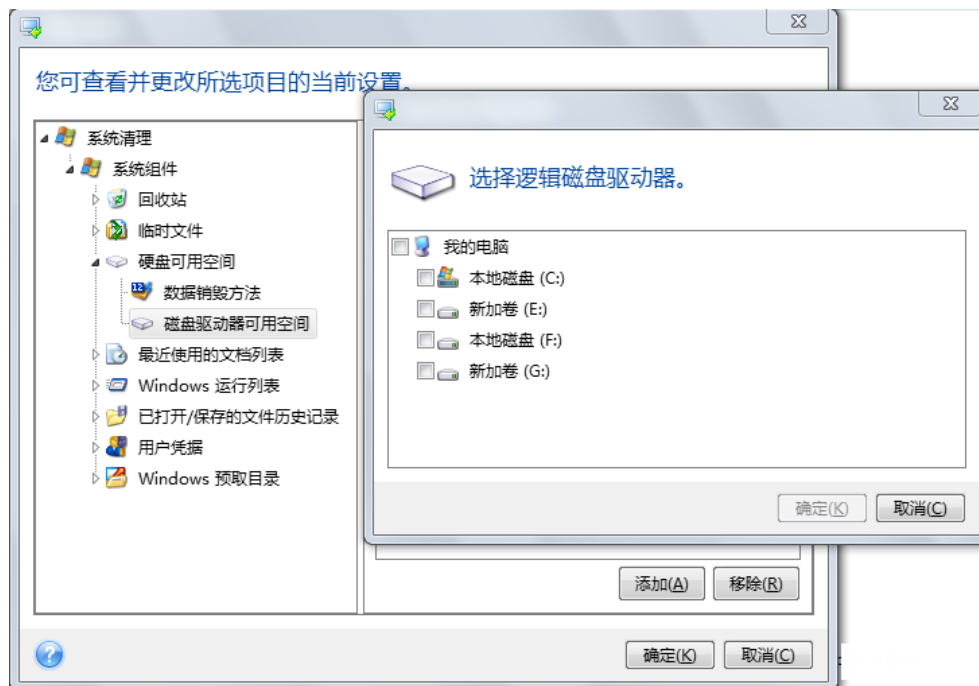 您可查看并更改所选项目的当前设置。
系统清理
系统组件
回收站
临时文件
硬盘可用空间
数据销毁方法
磁盘驱动器可用空间
最近使用的文档列表
Windows 运行列表
已打开/保存的文件历史记录
用户凭据
Windows 预取目录
选择逻辑磁盘驱动器。
我的电脑
本地磁盘 (C:)
新加卷 (E:)
本地磁盘 (F:)
新加卷 (G:)
确定(K) 取消(C)
添加(A) 移除(R)
确定(K) 取消(C)